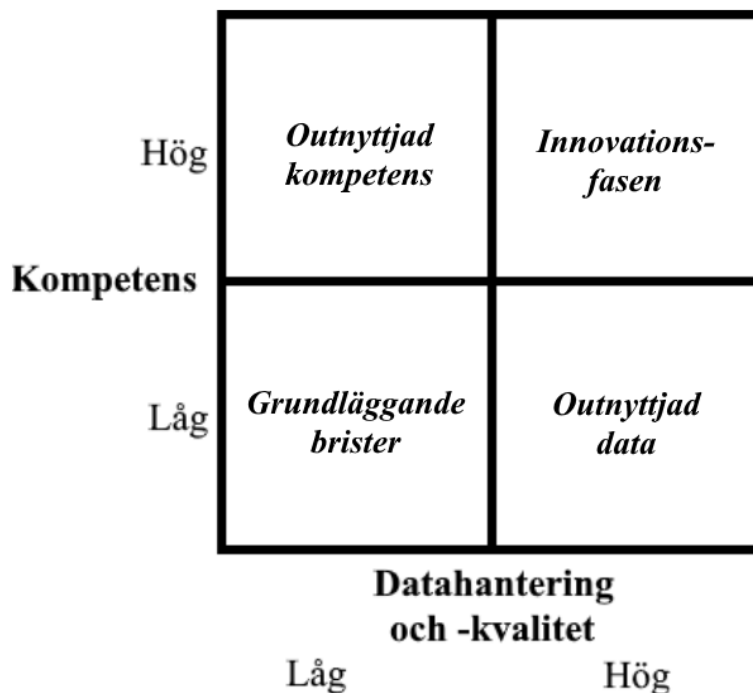 Hög
Outnyttjad
kompetens
Innovations-
fasen
Kompetens
Låg
Grundläggande
brister
Outnyttjad
data
Datahantering
och -kvalitet
Låg
Hög